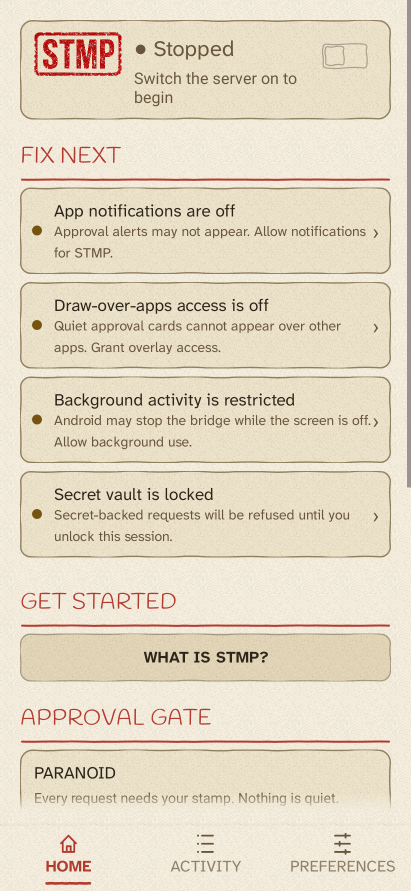 STMP
● Stopped
Switch the server on to
begin
FIX NEXT
App notifications are off
Approval alerts may not appear. Allow notifications
for STMP.
Draw-over-apps access is off
Quiet approval cards cannot appear over other
apps. Grant overlay access.
Background activity is restricted
Android may stop the bridge while the screen is off.
Allow background use.
Secret vault is locked
Secret-backed requests will be refused until you
unlock this session.
GET STARTED
WHAT IS STMP?
APPROVAL GATE
PARANOID
Every request needs your stamp. Nothing is quiet.
HOME
ACTIVITY
PREFERENCES